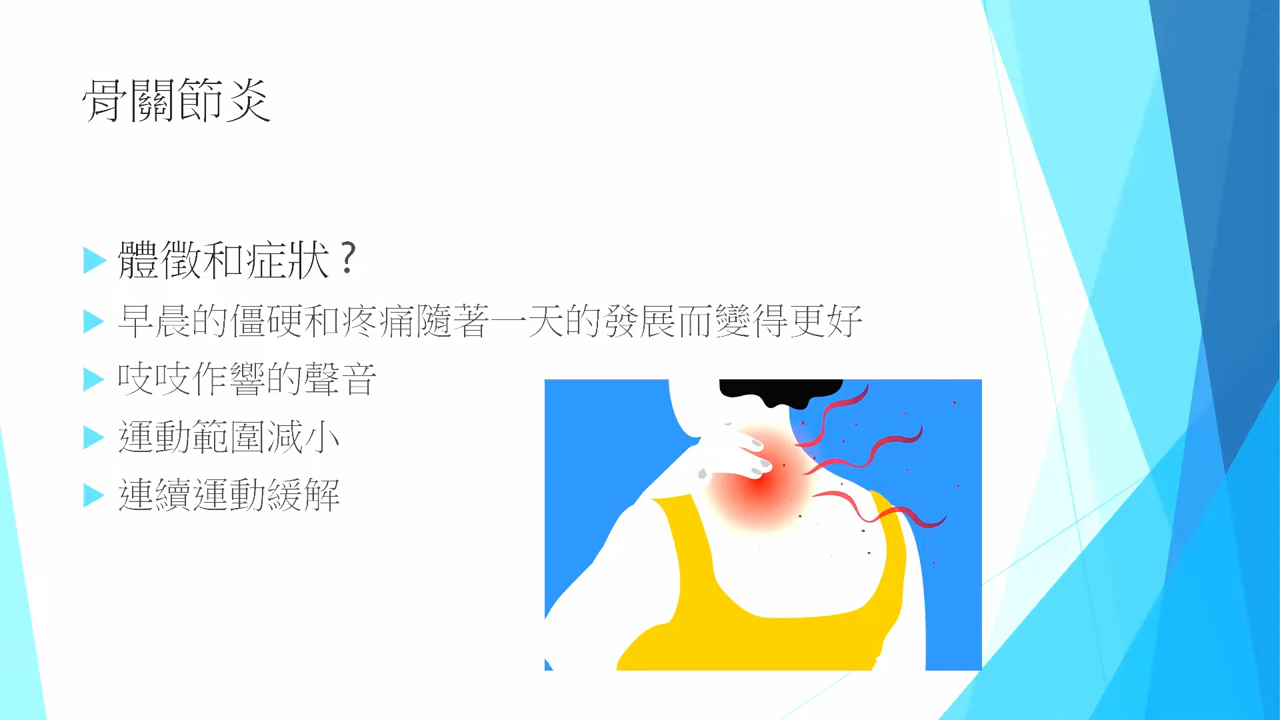 骨關節炎
體徵和症狀？
早晨的僵硬和疼痛隨著一天的發展而變得更好
吱吱作響的聲音
運動範圍減小
連續運動緩解